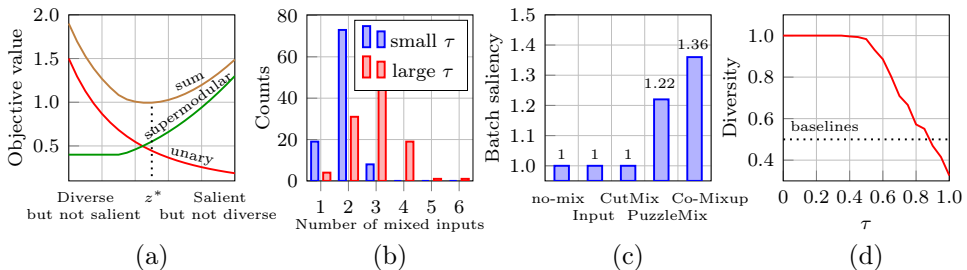 2.0
1.5
1.0
0.5
Objective value
sum
supermodular
unary
Diverse
but not salient
z*
Salient
but not diverse
(a)
80
60
40
20
0
Counts
small τ
large τ
1 2 3 4 5 6
Number of mixed inputs
(b)
1.5
1.4
1.3
1.2
1.1
1.0
Batch saliency
1
1
1
1.22
1.36
no-mix CutMix Co-Mixup
Input PuzzleMix
(c)
1.0
0.8
0.6
0.4
Diversity
baselines
0 0.2 0.4 0.6 0.8 1.0
τ
(d)